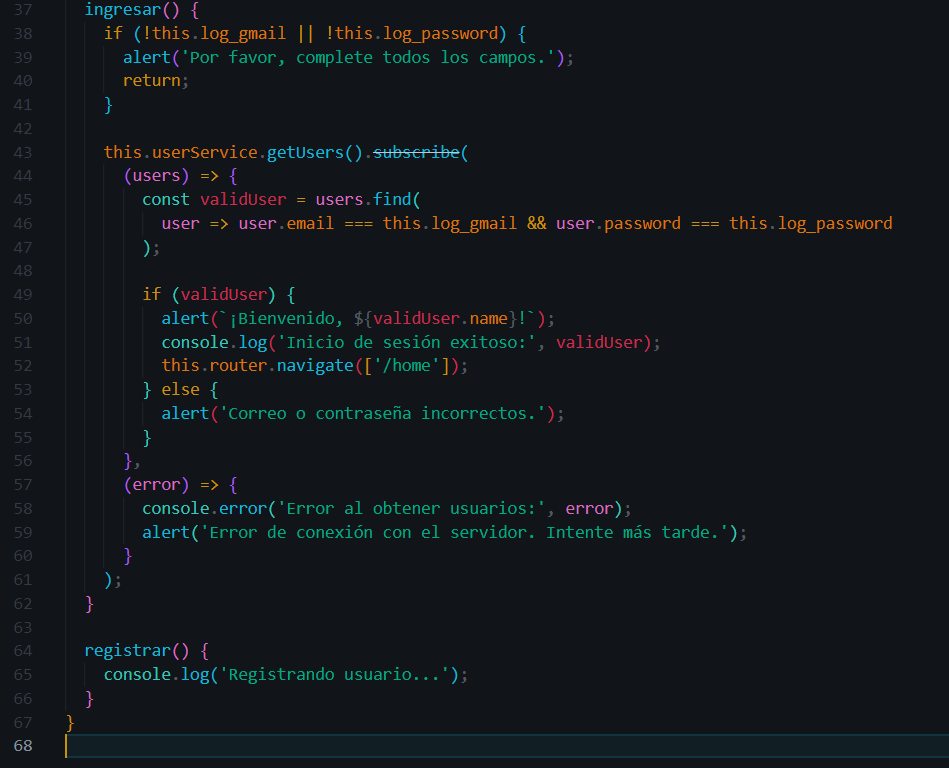 37 ingresar() {
38 if (!this.log_gmail || !this.log_password) {
39 alert('Por favor, complete todos los campos.');
40 return;
41 }
42
43 this.userService.getUsers().subscribe(
44 (users) => {
45 const validUser = users.find(
46 user => user.email === this.log_gmail && user.password === this.log_password
47 );
48
49 if (validUser) {
50 alert(`¡Bienvenido, ${validUser.name}!`);
51 console.log('Inicio de sesión exitoso:', validUser);
52 this.router.navigate(['/home']);
53 } else {
54 alert('Correo o contraseña incorrectos.');
55 }
56 },
57 (error) => {
58 console.error('Error al obtener usuarios:', error);
59 alert('Error de conexión con el servidor. Intente más tarde.');
60 }
61 );
62 }
63
64 registrar() {
65 console.log('Registrando usuario...');
66 }
67 }
68